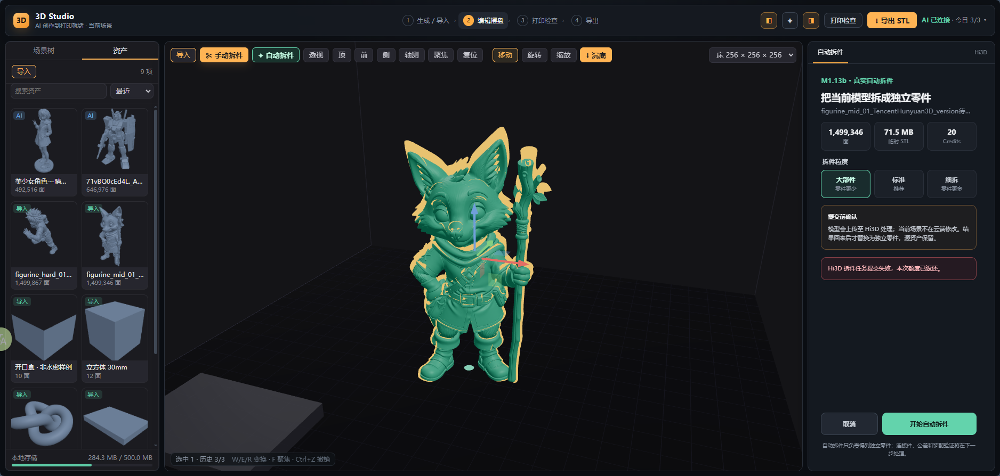 3D
3D Studio
AI 创作到打印就绪 · 当前场景
1 生成 / 导入 › 2 编辑摆盘 › 3 打印检查 › 4 导出
打印检查
↓ 导出 STL
AI 已连接 · 今日 3/3
场景树
资产
导入
9 项
搜索资产
最近
AI
美少女角色---晴...
492,516 面
AI
71vBQ0cEd4L._A...
646,976 面
导入
figurine_hard_01...
1,499,867 面
导入
figurine_mid_01_...
1,499,346 面
导入
开口盒 · 非水密样例
10 面
导入
立方体 30mm
12 面
导入
导入
本地存储
284.3 MB / 500.0 MB
导入
手动拆件
自动拆件
透视
顶
前
侧
轴测
聚焦
复位
移动
旋转
缩放
↓ 沉底
床 256 × 256 × 256
选中 1 · 历史 3/3
W/E/R 变换 · F 聚焦 · Ctrl+Z 撤销
自动拆件
Hi3D
M1.13b • 真实自动拆件
把当前模型拆成独立零件
figurine_mid_01_TencentHunyuan3D_version待...
1,499,346
面
71.5 MB
临时 STL
20
Credits
拆件粒度
大部件
零件更少
标准
推荐
细拆
零件更多
提交前确认
模型会上传至 Hi3D 处理；当前场景不在云端修改。结
果回来后才替换为独立零件，源资产保留。
Hi3D 拆件任务提交失败，本次额度已返还。
取消
开始自动拆件
自动拆件只负责得到独立零件；连接件、公差和装配验证将在下一
步处理。